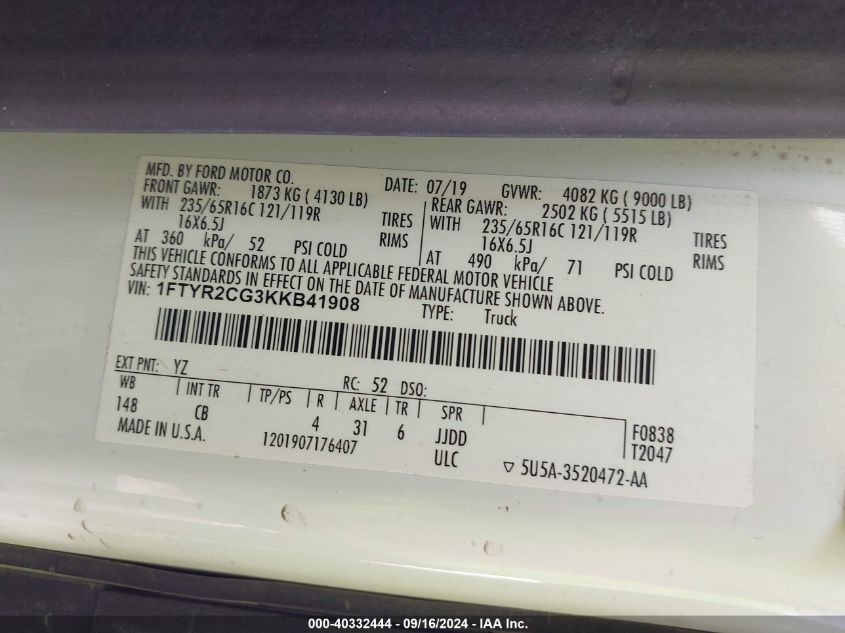 MFD. BY FORD MOTOR CO.
DATE: 07/19 GVWR: 4082 KG ( 9000 LB)
FRONT GAWR: 1873 KG ( 4130 LB)
WITH 235/65R16C 121/119R TIRES
16X6.5J RIMS
AT 360 kPa/ 52 PSI COLD
REAR GAWR: 2502 KG ( 5515 LB)
WITH 235/65R16C 121/119R TIRES
16X6.5J RIMS
AT 490 kPa/ 71 PSI COLD
THIS VEHICLE CONFORMS TO ALL APPLICABLE FEDERAL MOTOR VEHICLE
SAFETY STANDARDS IN EFFECT ON THE DATE OF MANUFACTURE SHOWN ABOVE.
VIN: 1FTYR2CG3KKB41908
TYPE: Truck
EXT PNT: YZ RC: 52 DSO:
WB INT TR TP/PS R AXLE TR SPR
148 CB 4 31 6 JJDD F0838
ULC T2047
MADE IN U.S.A. 1201907176407
5U5A-3520472-AA
000-40332444 - 09/16/2024 - IAA Inc.